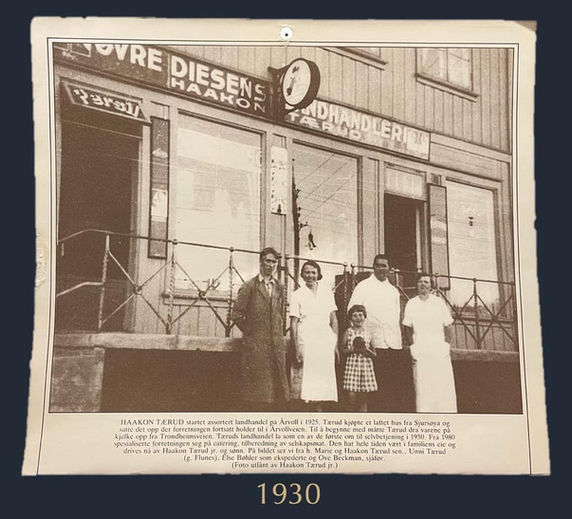 ØVRE DIESENS LANDHANDLERI
HAAKON TÆRUD
Persil
HAAKON TÆRUD startet assortert landhandel på Årvoll i 1925. Tærud kjøpte et laftet hus fra Sjursøya og
satte det opp der forretningen fortsatt holder til i Årvollveien. Til å begynne med måtte Tærud dra varene på
kjelke opp fra Trondheimsveien. Tæruds landhandel la som en av de første om til selvbetjening i 1950. Fra 1980
spesialiserte forretningen seg på catering, tilberedning av selskapsmat. Den har hele tiden vært i familiens eie og
drives nå av Haakon Tærud jr. og sønn. På bildet ser vi fra h. Marie og Haakon Tærud sen., Unni Tærud
(g. Flunes), Else Bøhler som ekspederte og Ove Beckman, sjåfør.
(Foto utlånt av Haakon Tærud jr.)
1930